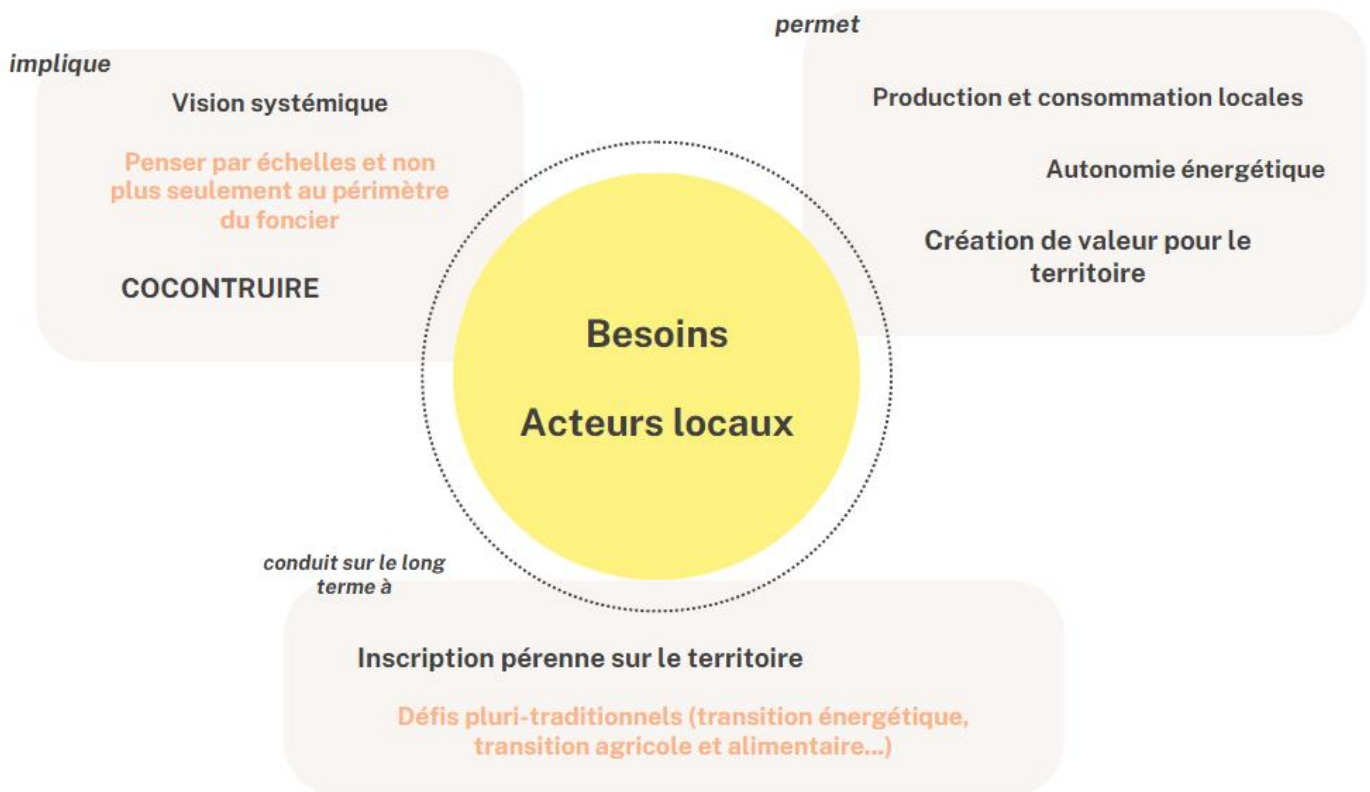 implique
Vision systémique
Penser par échelles et non
plus seulement au périmètre
du foncier
COCONTRUIRE
permet
Production et consommation locales
Autonomie énergétique
Création de valeur pour le
territoire
Besoins
Acteurs locaux
conduit sur le long
terme à
Inscription pérenne sur le territoire
Défis pluri-traditionnels (transition énergétique,
transition agricole et alimentaire...)